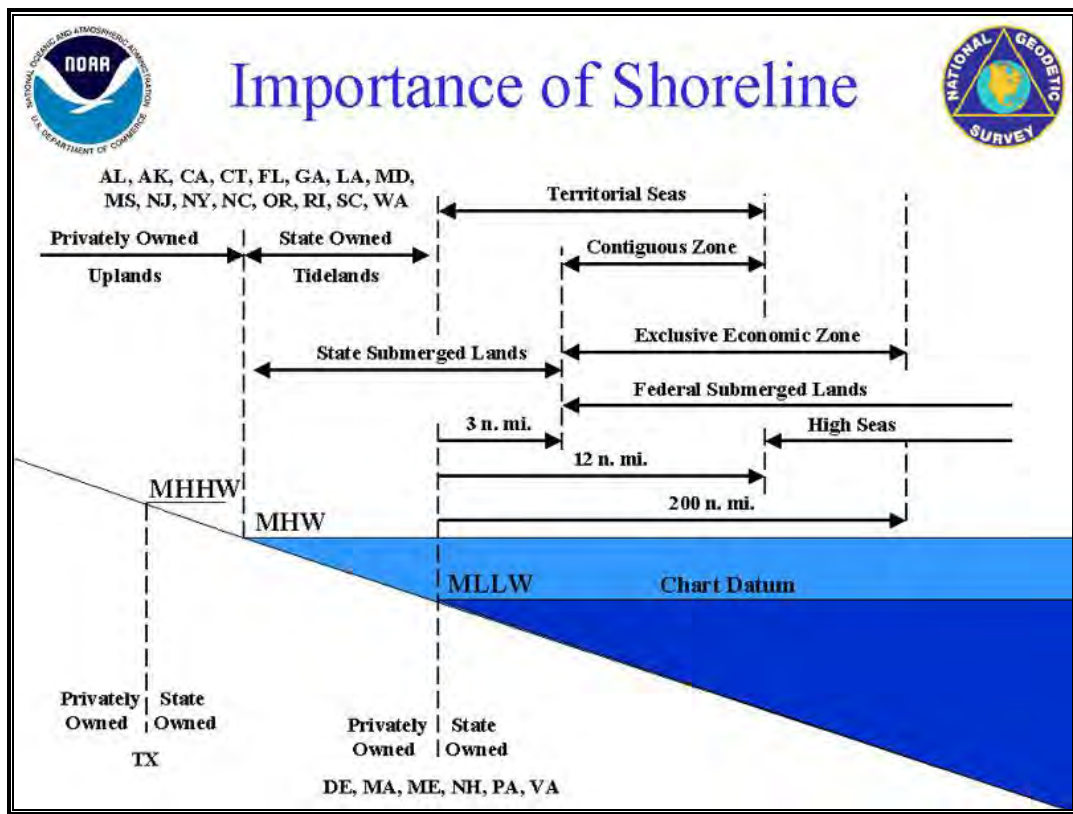 NATIONAL OCEANIC AND ATMOSPHERIC ADMINISTRATION
NOAA
U.S. DEPARTMENT OF COMMERCE
Importance of Shoreline
NATIONAL GEODETIC
SURVEY
AL, AK, CA, CT, FL, GA, LA, MD,
MS, NJ, NY, NC, OR, RI, SC, WA
Territorial Seas
Privately Owned
State Owned
Contiguous Zone
Uplands
Tidelands
Exclusive Economic Zone
State Submerged Lands
Federal Submerged Lands
3 n. mi.
High Seas
12 n. mi.
MHHW
200 n. mi.
MHW
MLLW
Chart Datum
Privately
Owned
State
Owned
TX
Privately
Owned
State
Owned
DE, MA, ME, NH, PA, VA